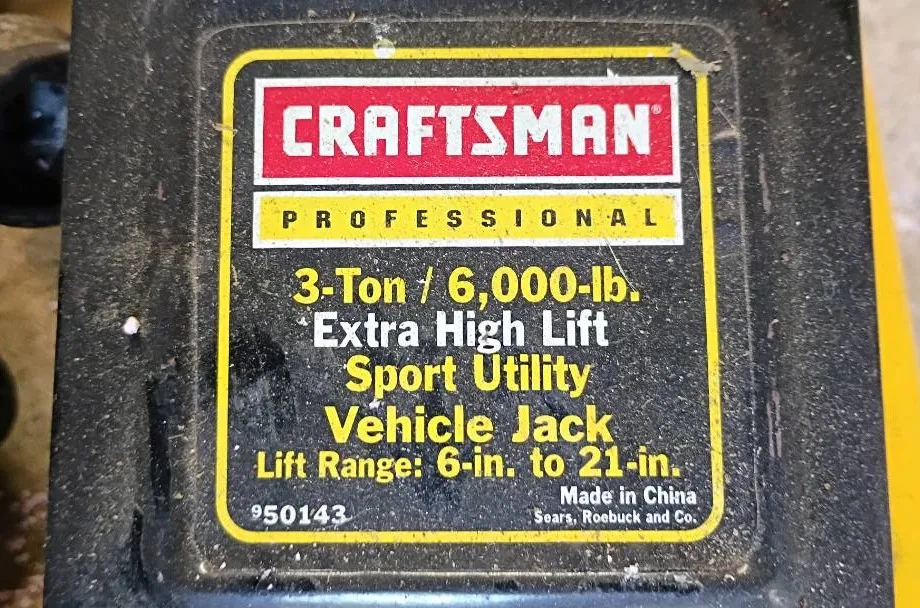 CRAFTSMAN®
PROFESSIONAL
3-Ton / 6,000-lb.
Extra High Lift
Sport Utility
Vehicle Jack
Lift Range: 6-in. to 21-in.
Made in China
950143 Sears, Roebuck and Co.